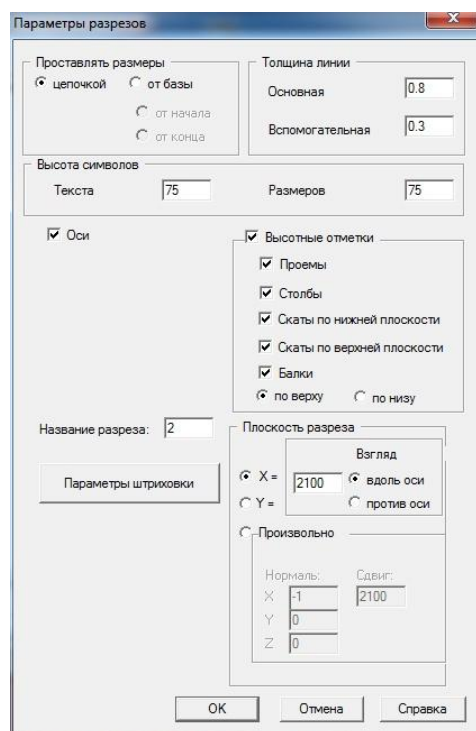 Параметры разрезов
Проставлять размеры
цепочкой от базы
от начала
от конца
Толщина линии
Основная 0.8
Вспомогательная 0.3
Высота символов
Текста 75 Размеров 75
Оси
Высотные отметки
Проемы
Столбы
Скаты по нижней плоскости
Скаты по верхней плоскости
Балки
по верху по низу
Название разреза: 2
Параметры штриховки
Плоскость разреза
Взгляд
X = 2100 вдоль оси
Y = против оси
Произвольно
Нормаль: Сдвиг:
X -1 2100
Y 0
Z 0
OK Отмена Справка